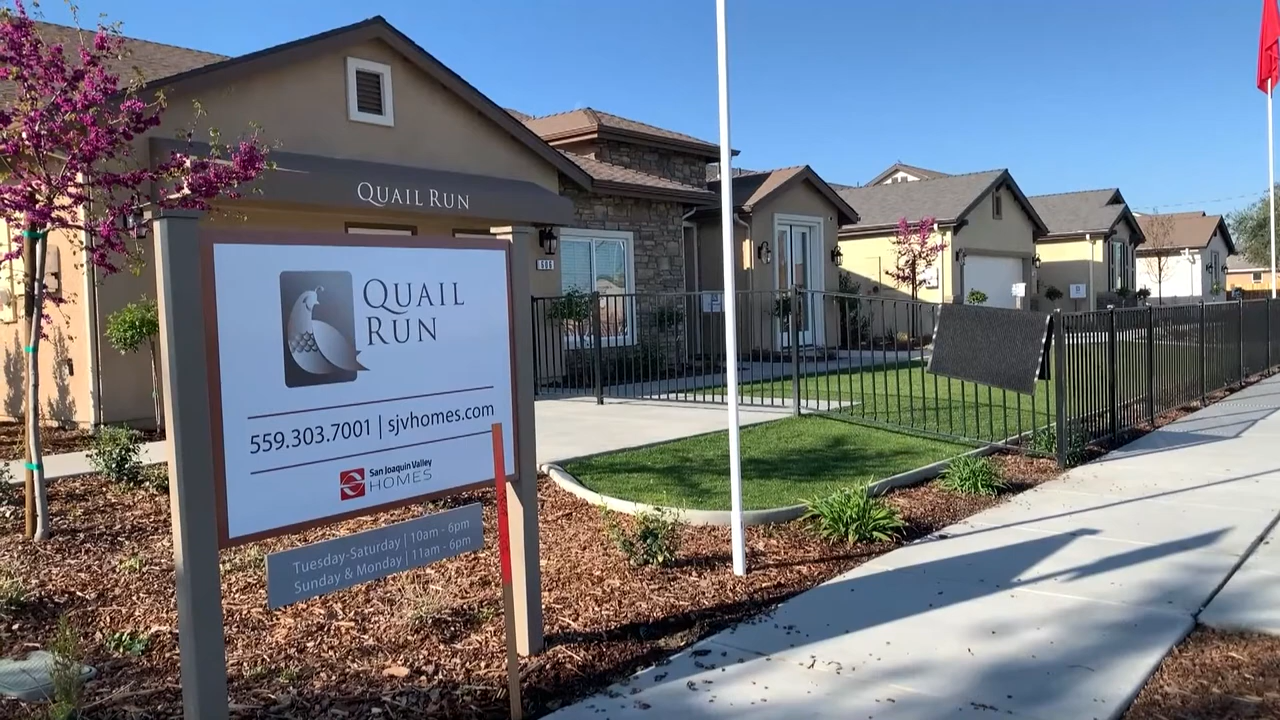 QUAIL RUN
QUAIL
RUN
559.303.7001 | sjvhomes.com
San Joaquin Valley
HOMES
Tuesday-Saturday | 10am - 6pm
Sunday & Monday | 11am - 6pm